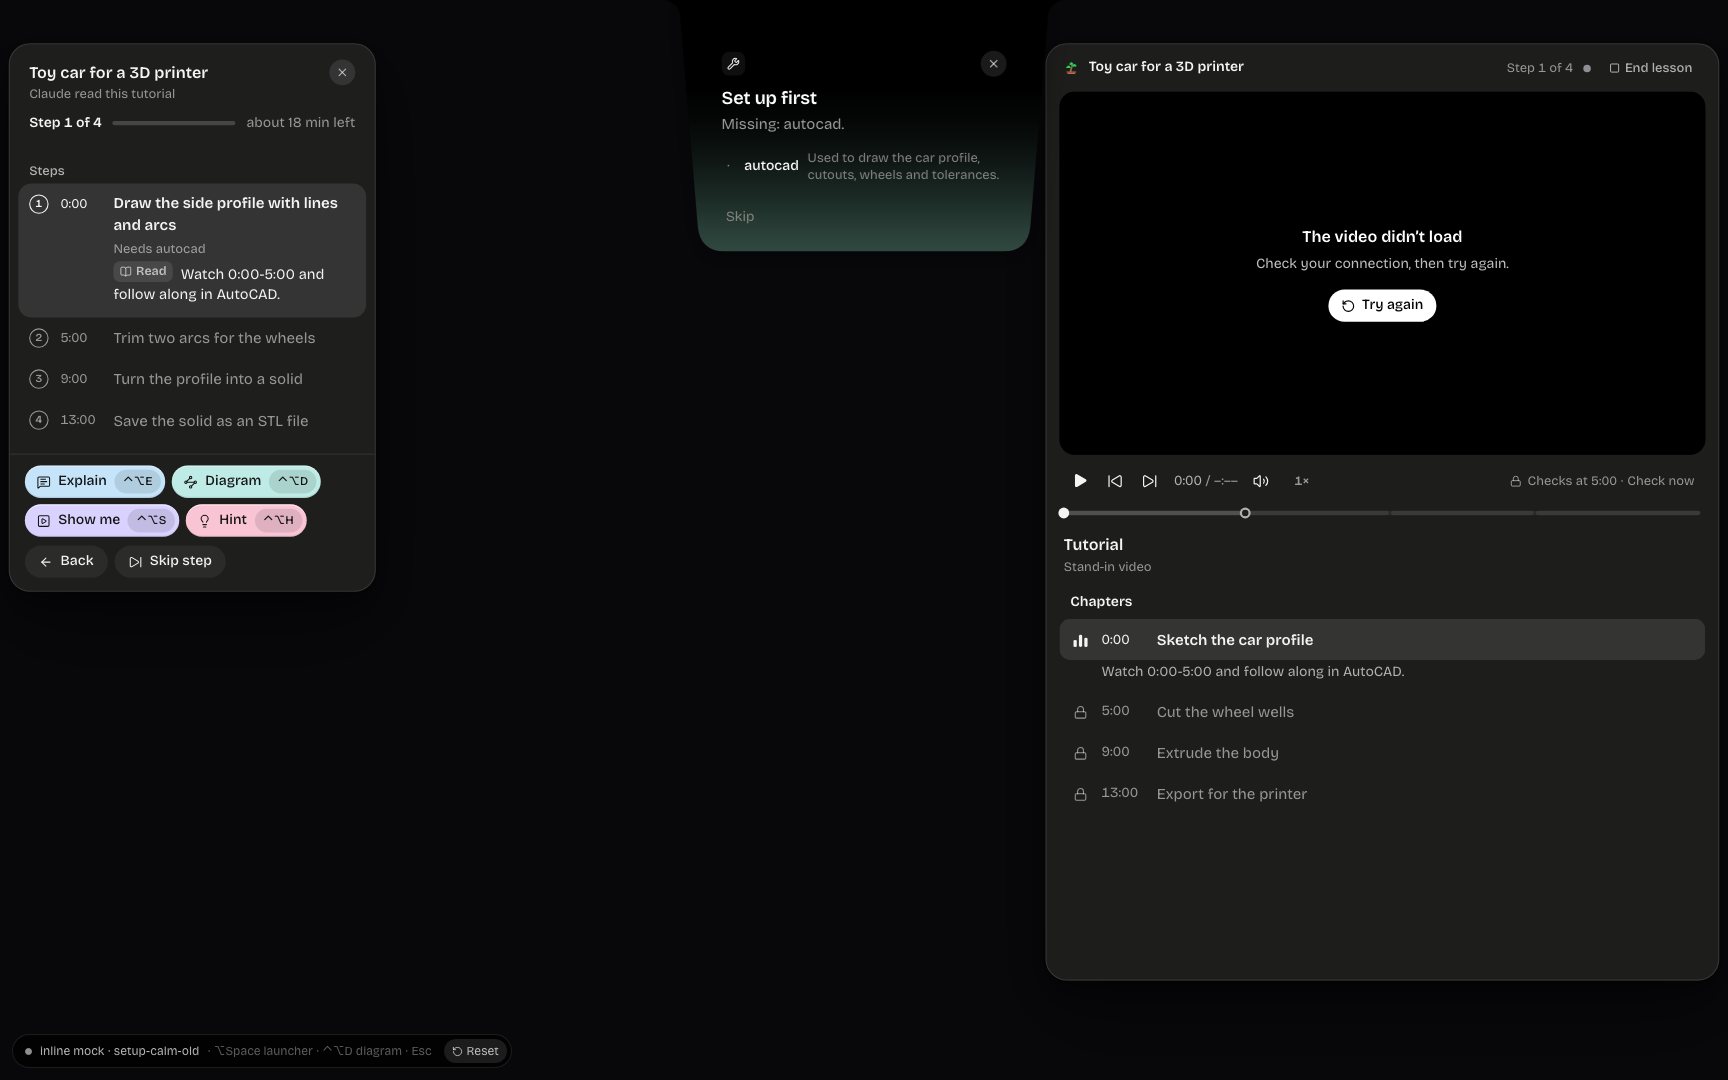 Toy car for a 3D printer
Claude read this tutorial
Step 1 of 4
about 18 min left
Steps
1 0:00 Draw the side profile with lines
and arcs
Needs autocad
Read Watch 0:00-5:00 and
follow along in AutoCAD.
2 5:00 Trim two arcs for the wheels
3 9:00 Turn the profile into a solid
4 13:00 Save the solid as an STL file
Explain ⌃⌥E Diagram ⌃⌥D
Show me ⌃⌥S Hint ⌃⌥H
Back Skip step
Set up first
Missing: autocad.
· autocad Used to draw the car profile,
cutouts, wheels and tolerances.
Skip
Toy car for a 3D printer Step 1 of 4 End lesson
The video didn’t load
Check your connection, then try again.
Try again
0:00 / –:–– 1× Checks at 5:00 · Check now
Tutorial
Stand-in video
Chapters
0:00 Sketch the car profile
Watch 0:00-5:00 and follow along in AutoCAD.
5:00 Cut the wheel wells
9:00 Extrude the body
13:00 Export for the printer
inline mock · setup-calm-old · ⌥Space launcher · ⌃⌥D diagram · Esc Reset